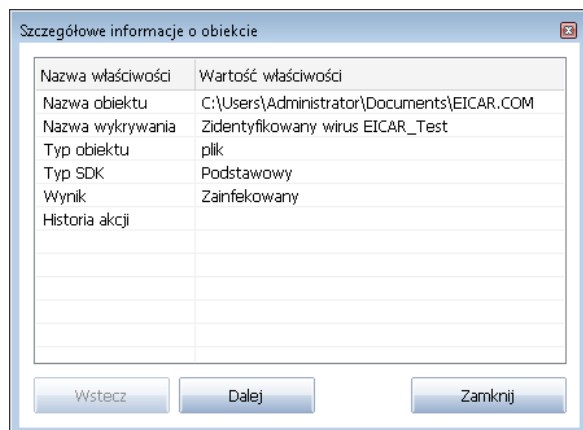 Szczegółowe informacje o obiekcie
Nazwa właściwości Wartość właściwości
Nazwa obiektu C:\Users\Administrator\Documents\EICAR.COM
Nazwa wykrywania Zidentyfikowany wirus EICAR_Test
Typ obiektu plik
Typ SDK Podstawowy
Wynik Zainfekowany
Historia akcji
Wstecz Dalej Zamknij